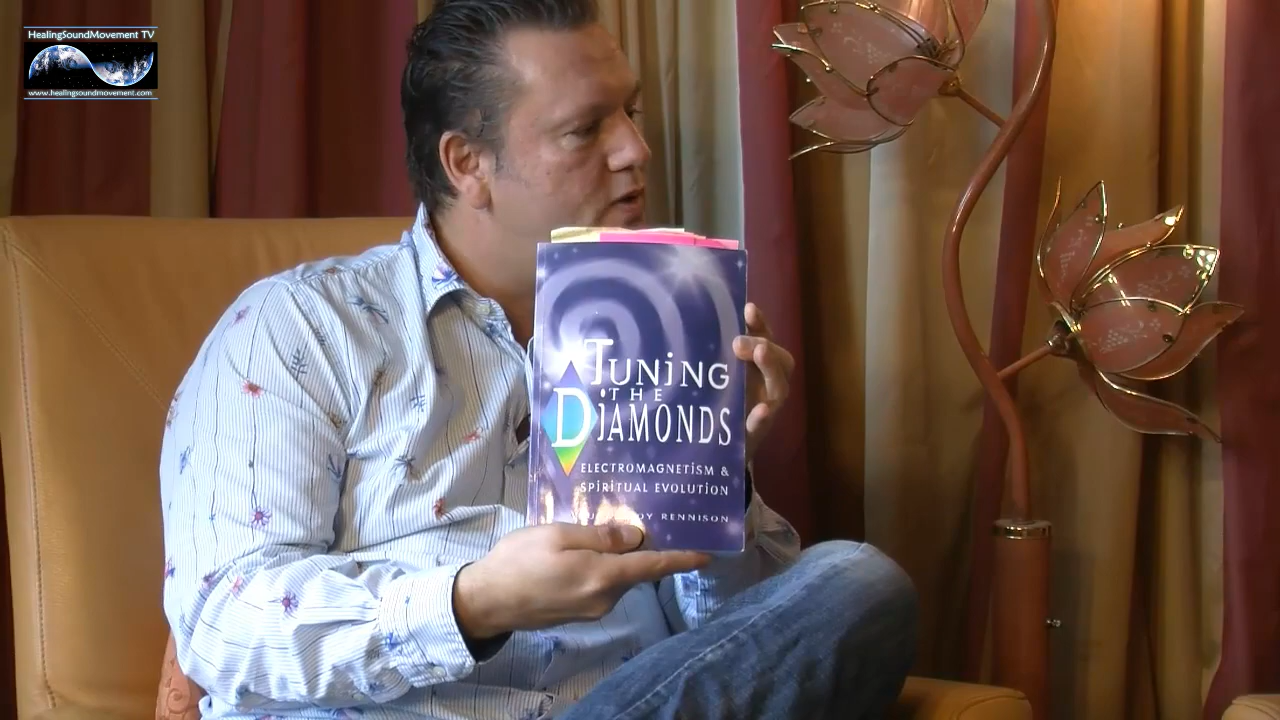 HealingSoundMovement TV
www.healingsoundmovement.com
TUNING
THE
DIAMONDS
ELECTROMAGNETISM &
SPIRITUAL EVOLUTION
RENNISON